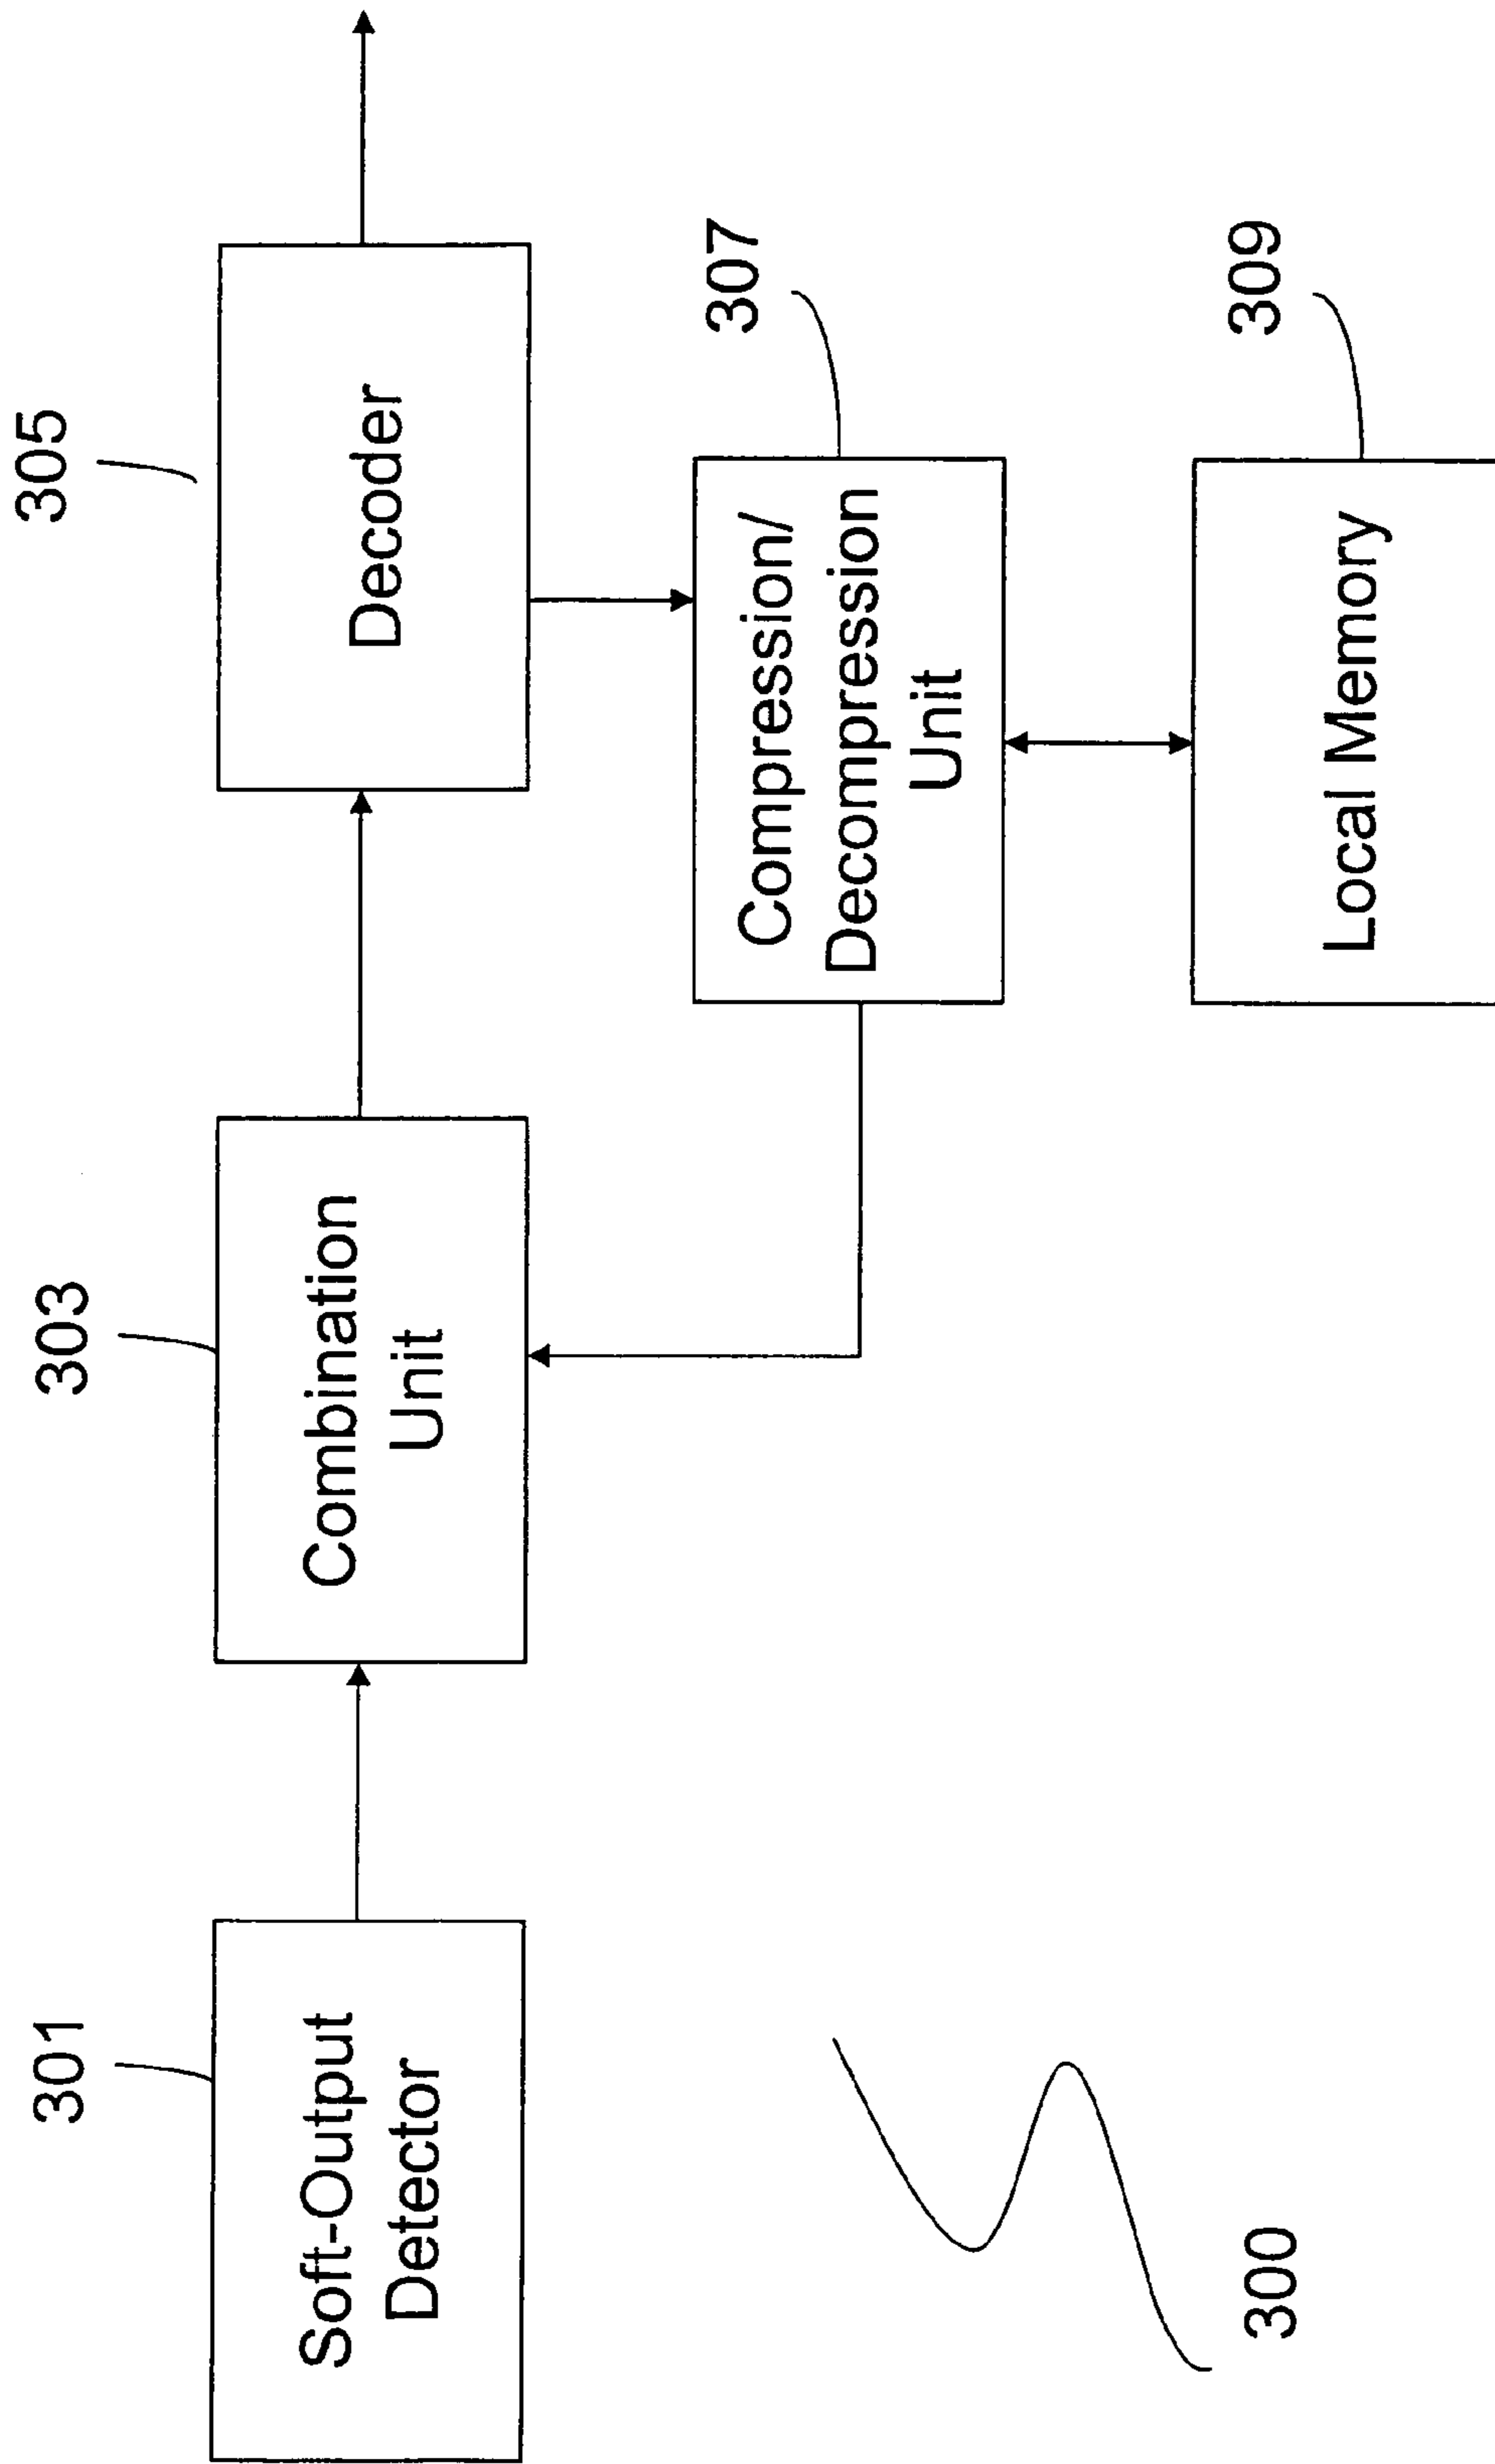 301
Soft-Output
Detector
303
Combination
Unit
305
Decoder
307
Compression/
Decompression
Unit
309
Local Memory
300